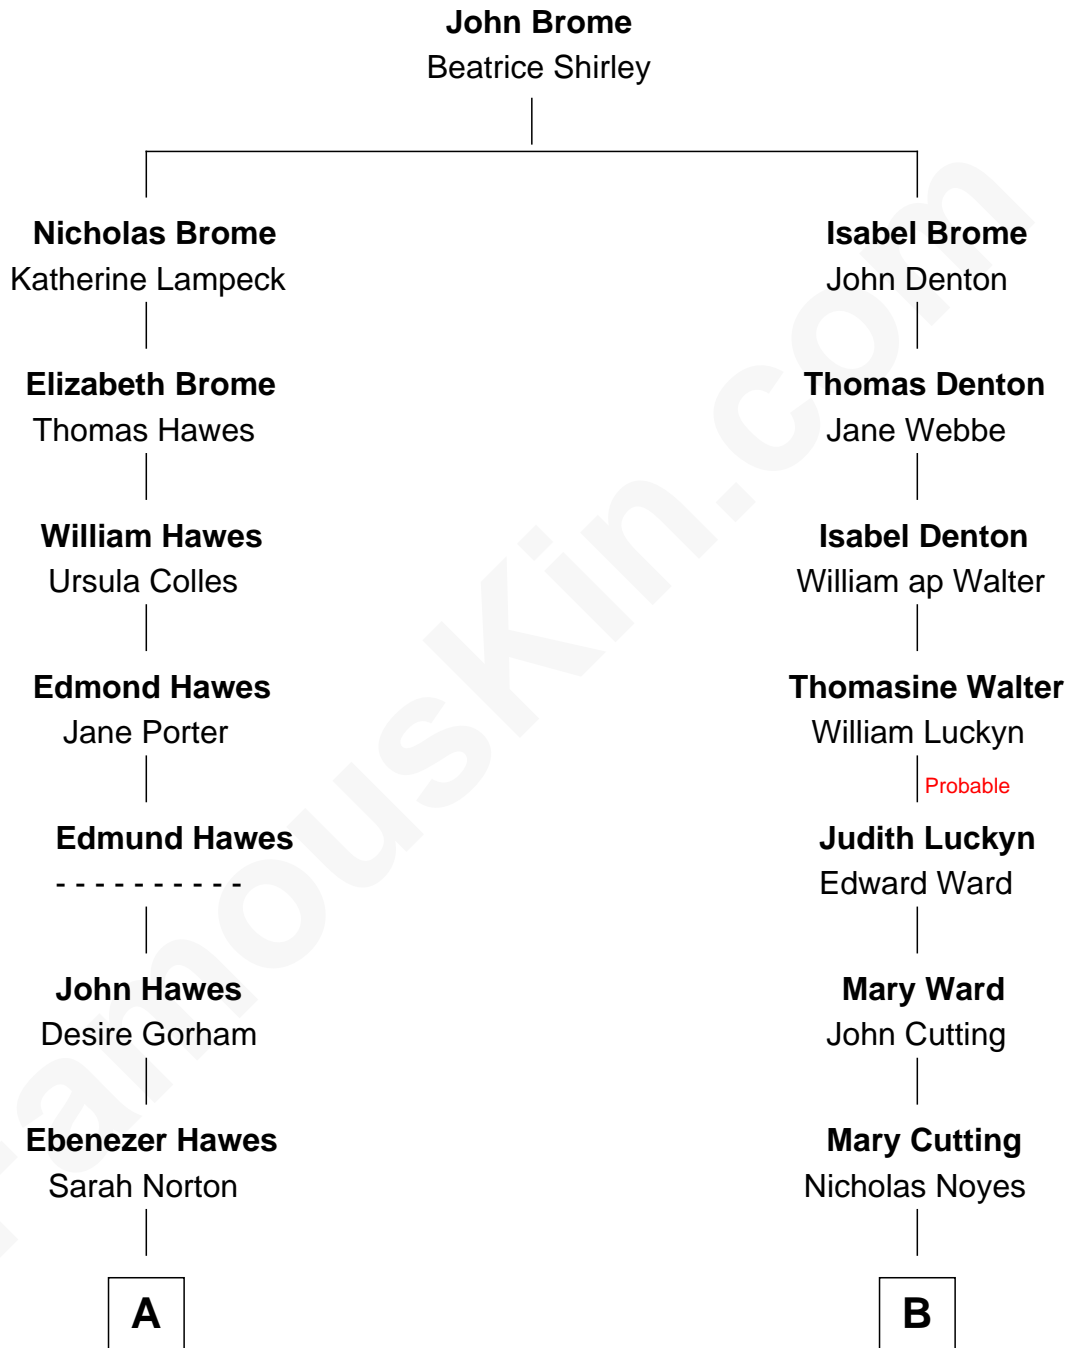 John Brome
Beatrice Shirley
Nicholas Brome
Katherine Lampeck
Isabel Brome
John Denton
Elizabeth Brome
Thomas Hawes
Thomas Denton
Jane Webbe
William Hawes
Ursula Colles
Isabel Denton
William ap Walter
Edmond Hawes
Jane Porter
Thomasine Walter
William Luckyn
Probable
Edmund Hawes
- - - - - - - - - -
Judith Luckyn
Edward Ward
John Hawes
Desire Gorham
Mary Ward
John Cutting
Ebenezer Hawes
Sarah Norton
Mary Cutting
Nicholas Noyes
A
B
FamousKin.com